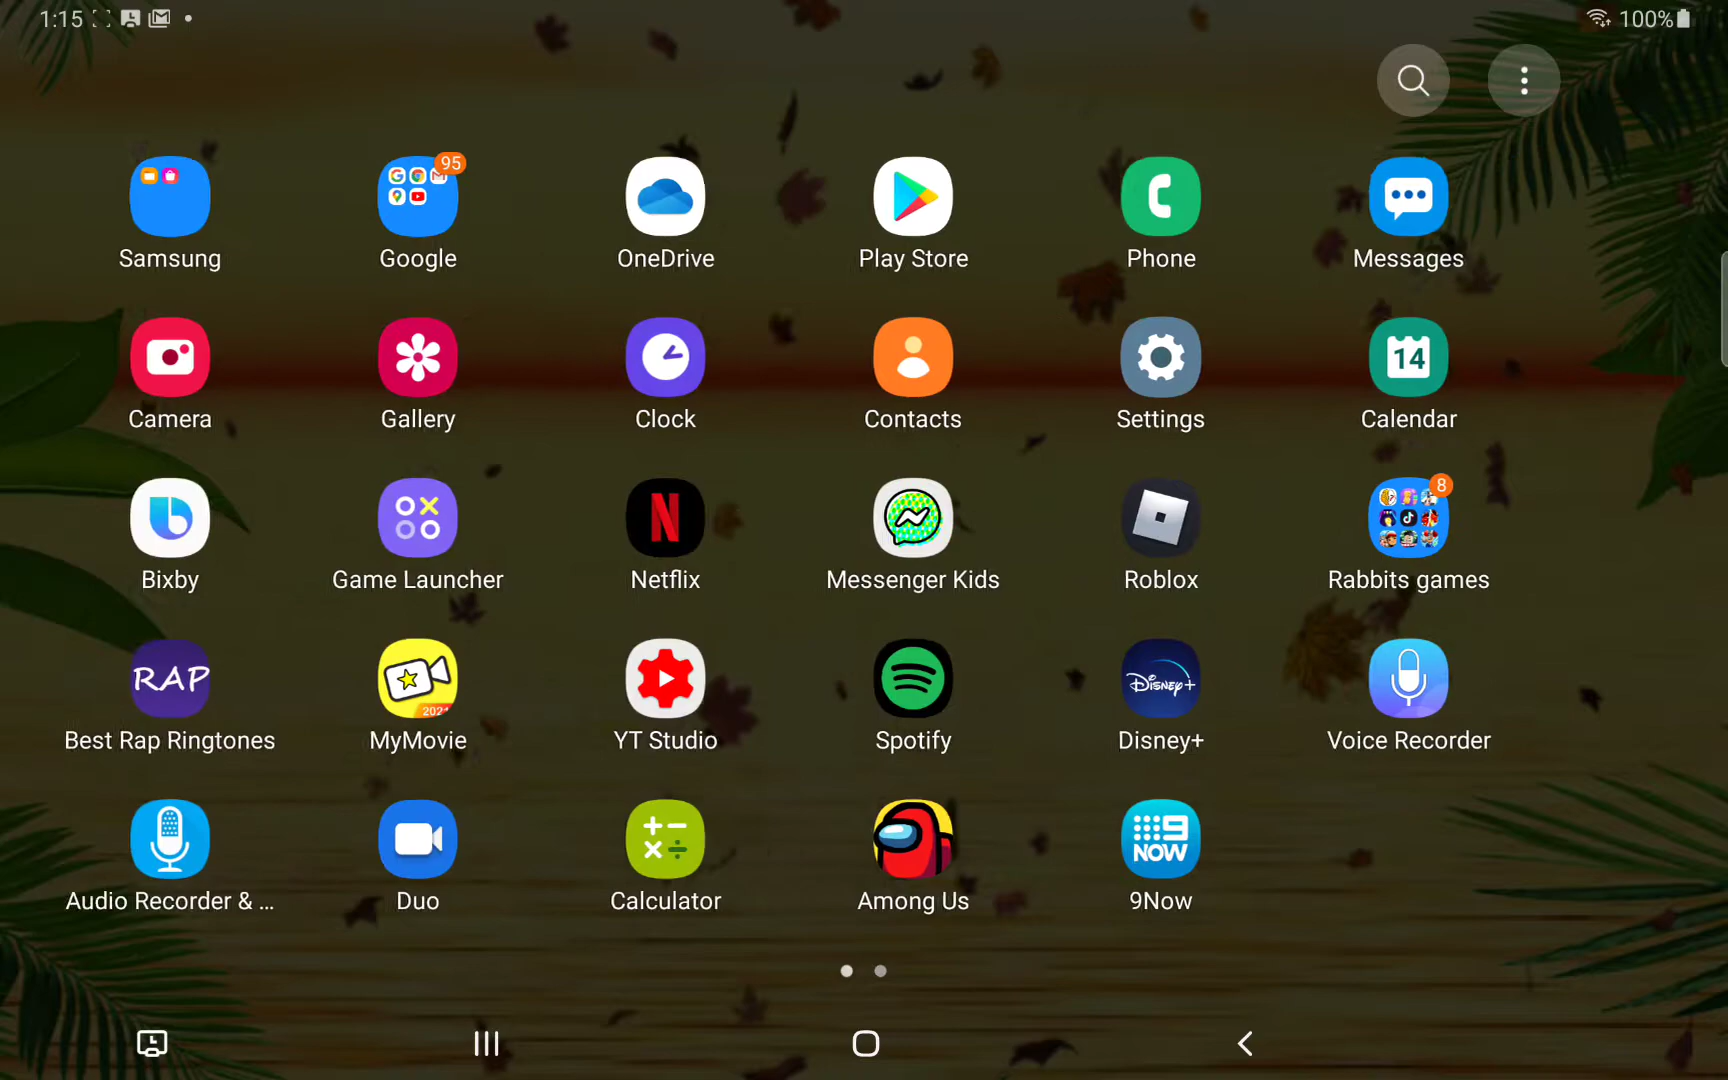 1:15 100%
95
Samsung Google OneDrive Play Store Phone Messages
14
Camera Gallery Clock Contacts Settings Calendar
8
Bixby Game Launcher Netflix Messenger Kids Roblox Rabbits games
RAP 2021 Disney+
Best Rap Ringtones MyMovie YT Studio Spotify Disney+ Voice Recorder
9
NOW
Audio Recorder & ... Duo Calculator Among Us 9Now